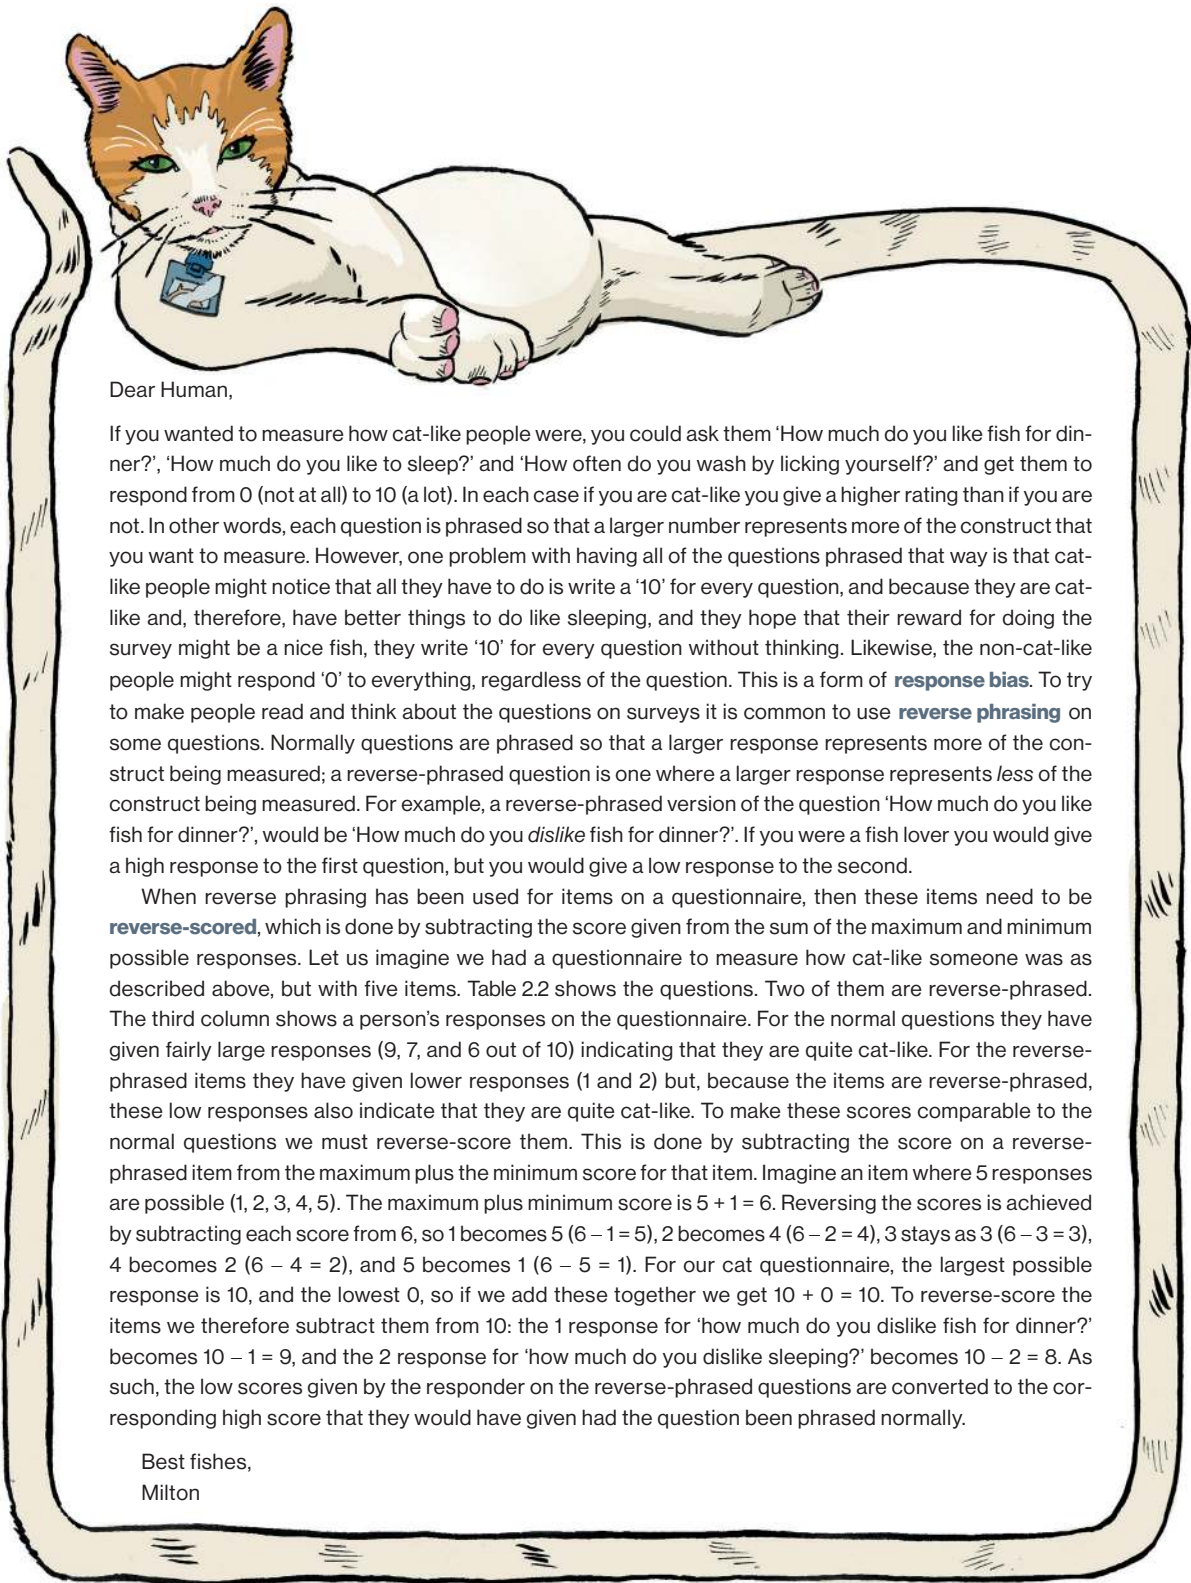 Dear Human,
If you wanted to measure how cat-like people were, you could ask them ‘How much do you like fish for din-
ner?’, ‘How much do you like to sleep?’ and ‘How often do you wash by licking yourself?’ and get them to
respond from 0 (not at all) to 10 (a lot). In each case if you are cat-like you give a higher rating than if you are
not. In other words, each question is phrased so that a larger number represents more of the construct that
you want to measure. However, one problem with having all of the questions phrased that way is that cat-
like people might notice that all they have to do is write a ‘10’ for every question, and because they are cat-
like and, therefore, have better things to do like sleeping, and they hope that their reward for doing the
survey might be a nice fish, they write ‘10’ for every question without thinking. Likewise, the non-cat-like
people might respond ‘0’ to everything, regardless of the question. This is a form of response bias. To try
to make people read and think about the questions on surveys it is common to use reverse phrasing on
some questions. Normally questions are phrased so that a larger response represents more of the con-
struct being measured; a reverse-phrased question is one where a larger response represents less of the
construct being measured. For example, a reverse-phrased version of the question ‘How much do you like
fish for dinner?’, would be ‘How much do you dislike fish for dinner?’. If you were a fish lover you would give
a high response to the first question, but you would give a low response to the second.
When reverse phrasing has been used for items on a questionnaire, then these items need to be
reverse-scored, which is done by subtracting the score given from the sum of the maximum and minimum
possible responses. Let us imagine we had a questionnaire to measure how cat-like someone was as
described above, but with five items. Table 2.2 shows the questions. Two of them are reverse-phrased.
The third column shows a person’s responses on the questionnaire. For the normal questions they have
given fairly large responses (9, 7, and 6 out of 10) indicating that they are quite cat-like. For the reverse-
phrased items they have given lower responses (1 and 2) but, because the items are reverse-phrased,
these low responses also indicate that they are quite cat-like. To make these scores comparable to the
normal questions we must reverse-score them. This is done by subtracting the score on a reverse-
phrased item from the maximum plus the minimum score for that item. Imagine an item where 5 responses
are possible (1, 2, 3, 4, 5). The maximum plus minimum score is 5 + 1 = 6. Reversing the scores is achieved
by subtracting each score from 6, so 1 becomes 5 (6 – 1 = 5), 2 becomes 4 (6 – 2 = 4), 3 stays as 3 (6 – 3 = 3),
4 becomes 2 (6 – 4 = 2), and 5 becomes 1 (6 – 5 = 1). For our cat questionnaire, the largest possible
response is 10, and the lowest 0, so if we add these together we get 10 + 0 = 10. To reverse-score the
items we therefore subtract them from 10: the 1 response for ‘how much do you dislike fish for dinner?’
becomes 10 – 1 = 9, and the 2 response for ‘how much do you dislike sleeping?’ becomes 10 – 2 = 8. As
such, the low scores given by the responder on the reverse-phrased questions are converted to the cor-
responding high score that they would have given had the question been phrased normally.
Best fishes,
Milton